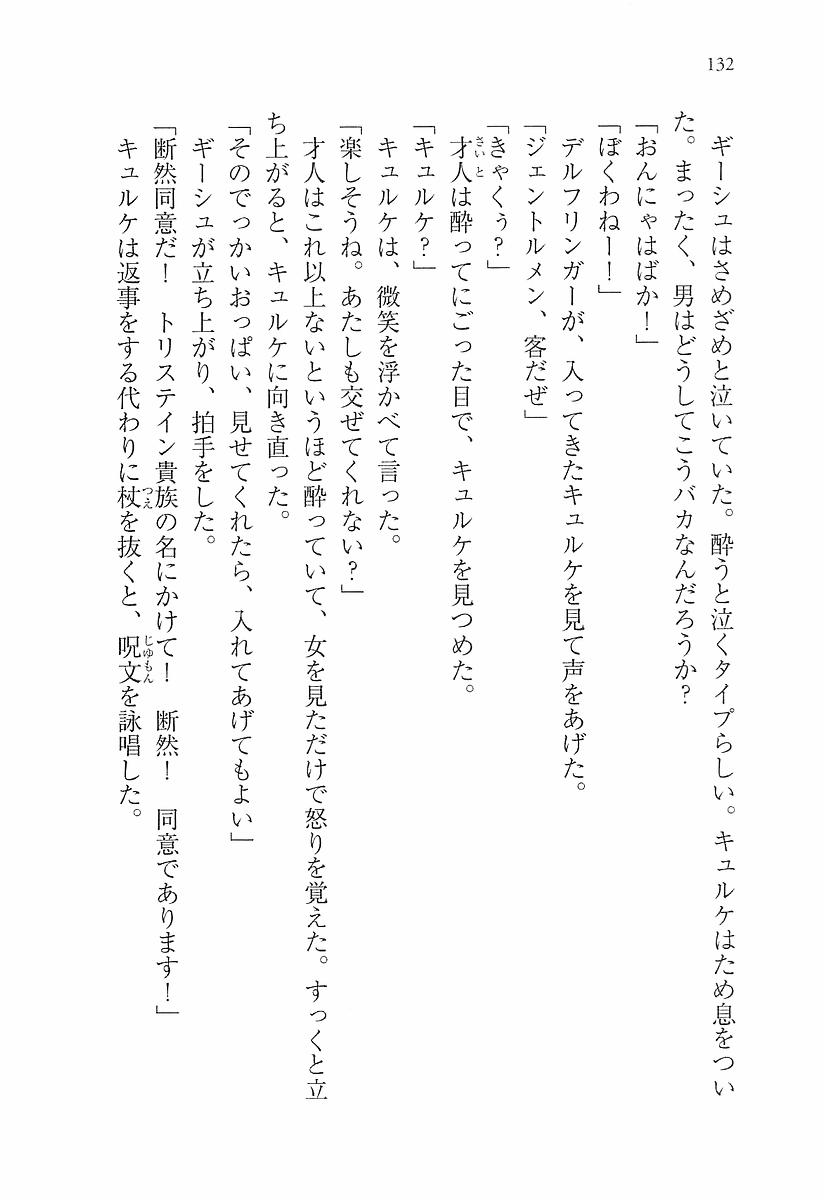 132
ギーシュはさめざめと泣いていた。酔うと泣くタイプらしい。キュルケはため息をつい
た。まったく、男はどうしてこうバカなんだろうか?
「おんにゃはばか!」
「ぼくわねー!」
デルフリンガーが、入ってきたキュルケを見て声をあげた。
「ジェントルメン、客だぜ」
「きゃくぅ?」
才人は酔ってにごった目で、キュルケを見つめた。
「キュルケ?」
キュルケは、微笑を浮かべて言った。
「楽しそうね。あたしも交ぜてくれない?」
才人はこれ以上ないというほど酔っていて、女を見ただけで怒りを覚えた。すっくと立
ち上がると、キュルケに向き直った。
「そのでっかいおっぱい、見せてくれたら、入れてあげてもよい」
ギーシュが立ち上がり、拍手をした。
「断然同意だ! トリステイン貴族の名にかけて! 断然! 同意であります!」
キュルケは返事をする代わりに杖を抜くと、呪文を詠唱した。